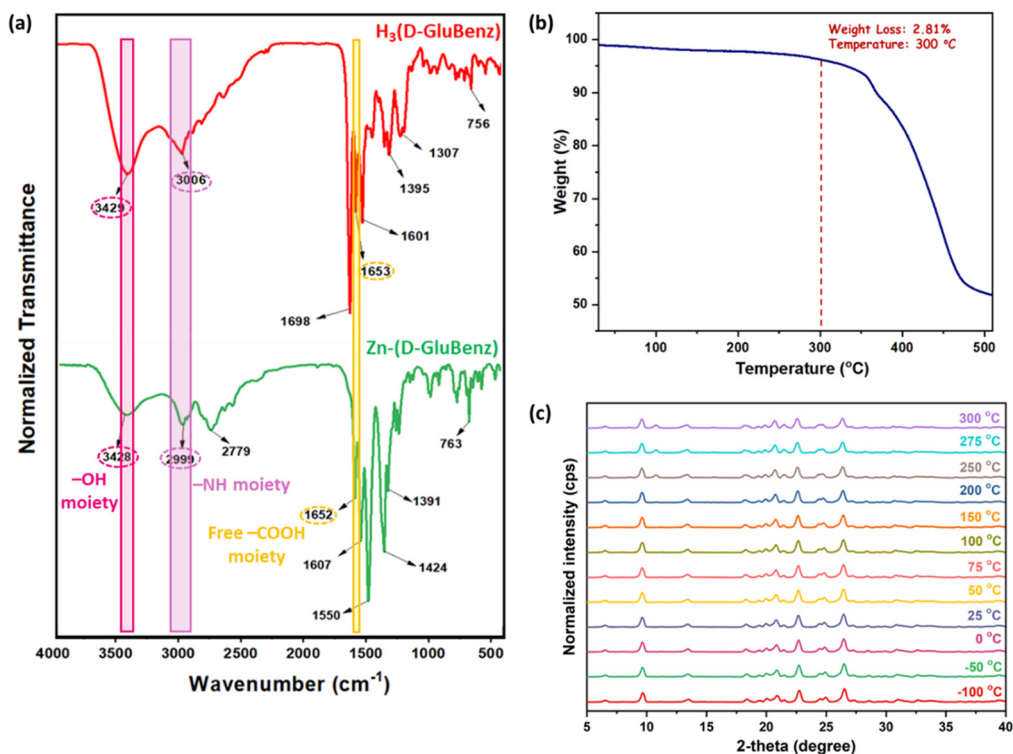 (a)
H₃(D-GluBenz)
756
1307
1395
3006
3429
1601
1653
1698
Zn-(D-GluBenz)
763
2779
3428
2999
–OH
moiety
–NH moiety
1391
1652
Free –COOH
moiety
1607
1424
1550
Normalized Transmittance
4000 3500 3000 2500 2000 1500 1000 500
Wavenumber (cm⁻¹)
(b)
Weight Loss: 2.81%
Temperature: 300 °C
100
90
80
70
60
50
Weight (%)
100 200 300 400 500
Temperature (°C)
(c)
300 °C
275 °C
250 °C
200 °C
150 °C
100 °C
75 °C
50 °C
25 °C
0 °C
-50 °C
-100 °C
Normalized intensity (cps)
5 10 15 20 25 30 35 40
2-theta (degree)